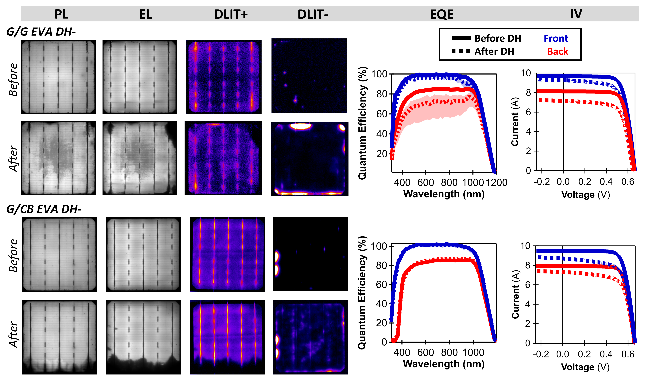 PL EL DLIT+ DLIT- EQE IV
G/G EVA DH-
Before DH Front
After DH Back
Before
After
Quantum Efficiency (%)
100
80
60
40
20
400 600 800 1000 1200
Wavelength (nm)
Current (A)
10
8
6
4
2
0
-0.2 0.0 0.2 0.4 0.6
Voltage (V)
G/CB EVA DH-
Before
After
Quantum Efficiency (%)
100
80
60
40
20
0
400 600 800 1000
Wavelength (nm)
Current (A)
10
8
6
4
2
0
-0.2 0.0 0.2 0.4 0.6
Voltage (V)